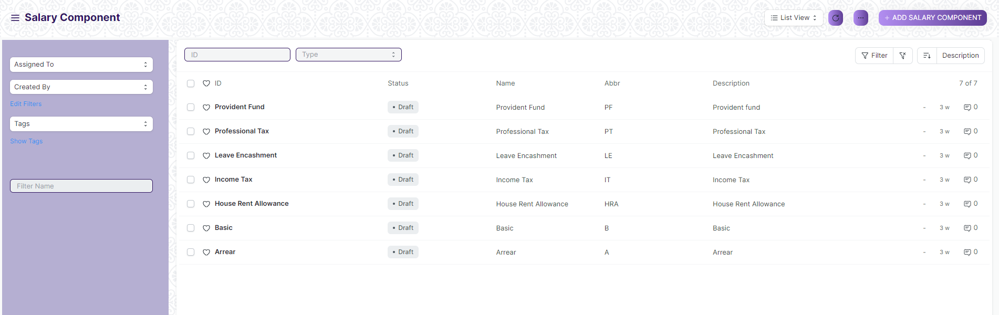 Salary Component
List View
+ ADD SALARY COMPONENT
Assigned To
Created By
Edit Filters
Tags
Show Tags
Filter Name
ID Type Filter Description
ID Status Name Abbr Description 7 of 7
Provident Fund • Draft Provident Fund PF Provident fund - 3 w 0
Professional Tax • Draft Professional Tax PT Professional Tax - 3 w 0
Leave Encashment • Draft Leave Encashment LE Leave Encashment - 3 w 0
Income Tax • Draft Income Tax IT Income Tax - 3 w 0
House Rent Allowance • Draft House Rent Allowance HRA House Rent Allowance - 3 w 0
Basic • Draft Basic B Basic - 3 w 0
Arrear • Draft Arrear A Arrear - 3 w 0